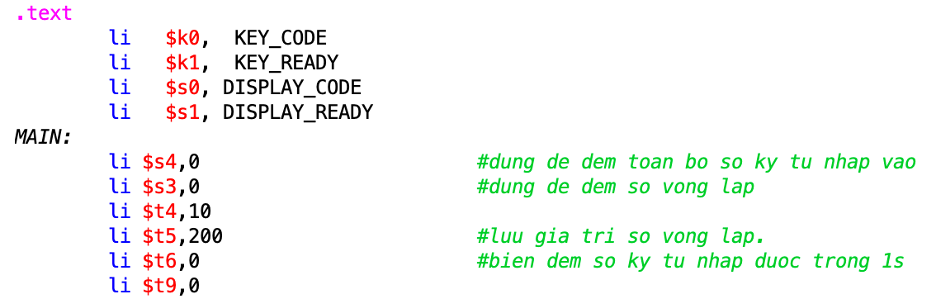 .text
li $k0, KEY_CODE
li $k1, KEY_READY
li $s0, DISPLAY_CODE
li $s1, DISPLAY_READY
MAIN:
li $s4,0 #dung de dem toan bo so ky tu nhap vao
li $s3,0 #dung de dem so vong lap
li $t4,10
li $t5,200 #luu gia tri so vong lap.
li $t6,0 #bien dem so ky tu nhap duoc trong 1s
li $t9,0